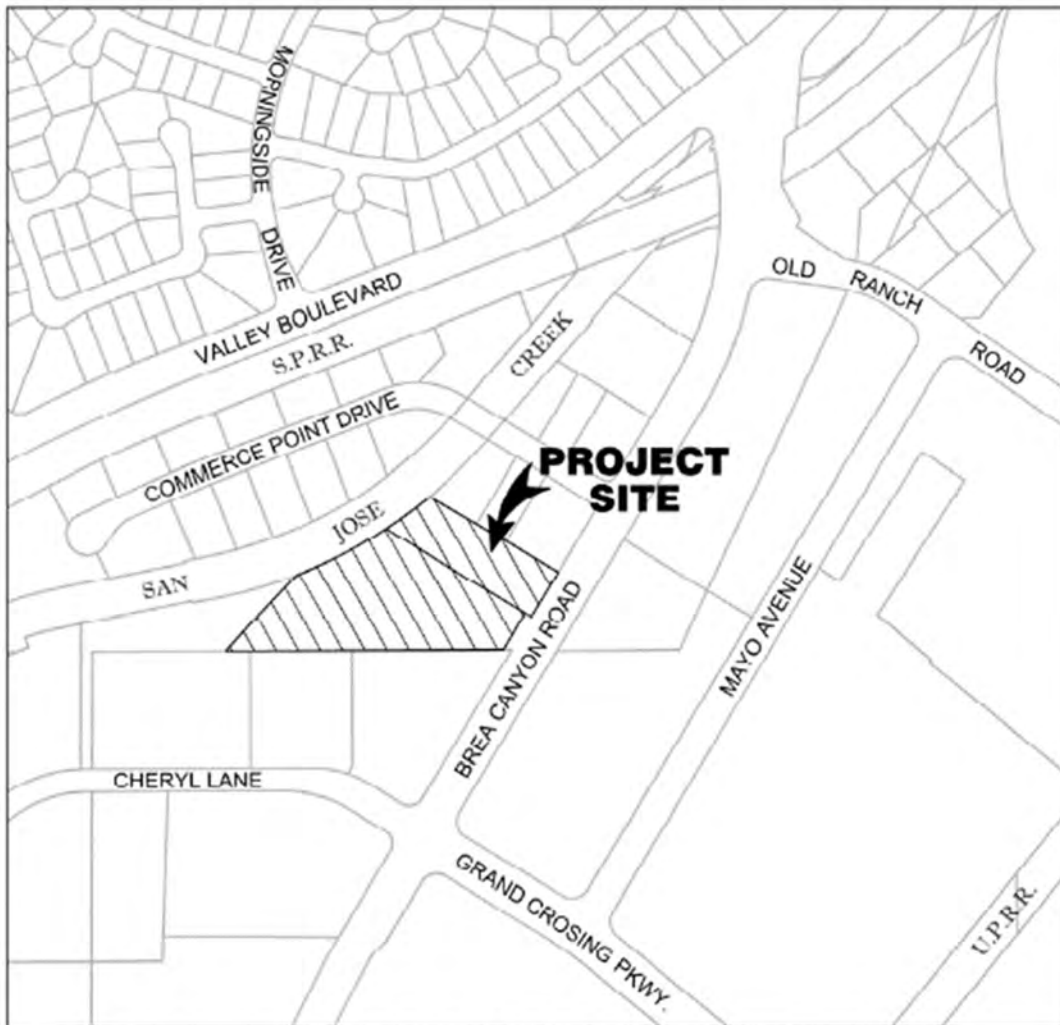 MORNINGSIDE
DRIVE
VALLEY BOULEVARD
S.P.R.R.
OLD RANCH
ROAD
CREEK
COMMERCE POINT DRIVE
PROJECT
SITE
JOSE
SAN
BREA CANYON ROAD
MAYO AVENUE
CHERYL LANE
GRAND CROSING PKWY.
U.P.R.R.